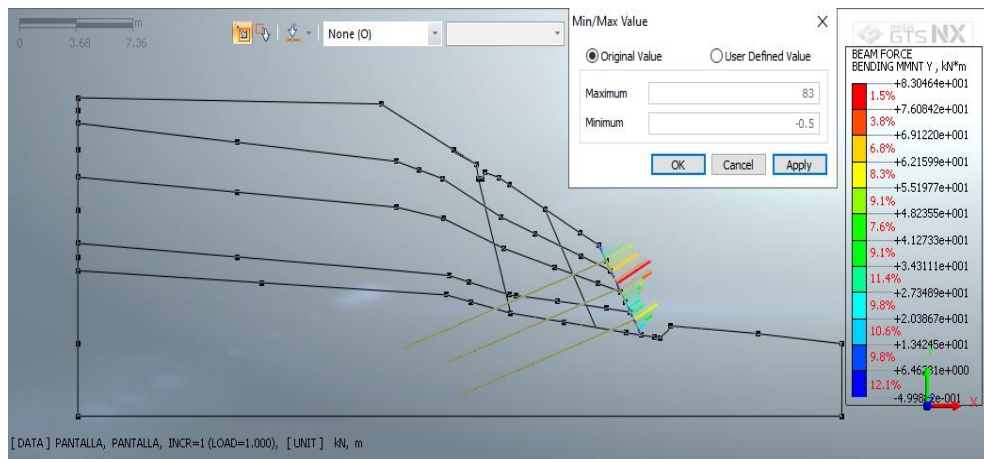 m
0 3.68 7.36
None (O)
Min/Max Value
Original Value User Defined Value
Maximum 83
Minimum -0.5
OK Cancel Apply
midas
GTS NX
BEAM FORCE
BENDING MMNT Y , kN*m
+8.30464e+001
1.5%
+7.60842e+001
3.8%
+6.91220e+001
6.8%
+6.21599e+001
8.3%
+5.51977e+001
9.1%
+4.82355e+001
7.6%
+4.12733e+001
9.1%
+3.43111e+001
11.4%
+2.73489e+001
9.8%
+2.03867e+001
10.6%
+1.34245e+001
9.8%
+6.46231e+000
12.1%
Y
X
[ DATA ] PANTALLA, PANTALLA, INCR=1 (LOAD=1.000), [ UNIT ] kN, m